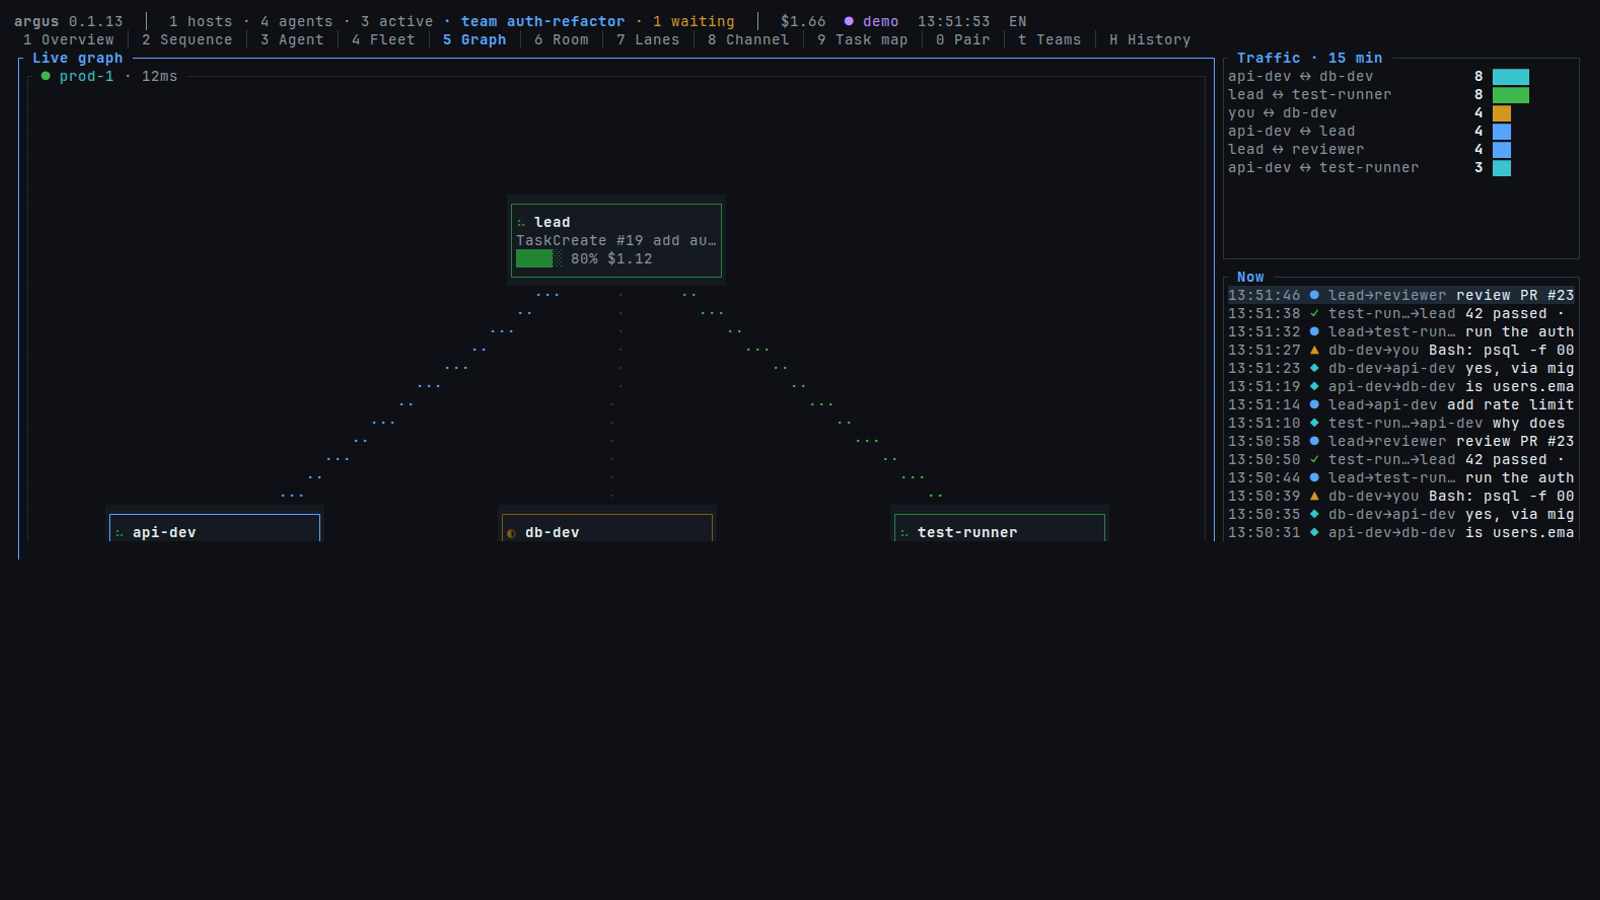 argus 0.1.13 │ 1 hosts · 4 agents · 3 active · team auth-refactor · 1 waiting │ $1.66 ● demo 13:51:53 EN
1 Overview │ 2 Sequence │ 3 Agent │ 4 Fleet │ 5 Graph │ 6 Room │ 7 Lanes │ 8 Channel │ 9 Task map │ 0 Pair │ t Teams │ H History
Live graph
● prod-1 · 12ms
lead
TaskCreate #19 add au…
80% $1.12
api-dev
◐ db-dev
test-runner
Traffic · 15 min
api-dev ↔ db-dev 8
lead ↔ test-runner 8
you ↔ db-dev 4
api-dev ↔ lead 4
lead ↔ reviewer 4
api-dev ↔ test-runner 3
Now
13:51:46 ● lead→reviewer review PR #23
13:51:38 ✓ test-run…→lead 42 passed ·
13:51:32 ● lead→test-run… run the auth
13:51:27 ▲ db-dev→you Bash: psql -f 00
13:51:23 ◆ db-dev→api-dev yes, via mig
13:51:19 ◆ api-dev→db-dev is users.ema
13:51:14 ● lead→api-dev add rate limit
13:51:10 ◆ test-run…→api-dev why does
13:50:58 ● lead→reviewer review PR #23
13:50:50 ✓ test-run…→lead 42 passed ·
13:50:44 ● lead→test-run… run the auth
13:50:39 ▲ db-dev→you Bash: psql -f 00
13:50:35 ◆ db-dev→api-dev yes, via mig
13:50:31 ◆ api-dev→db-dev is users.ema